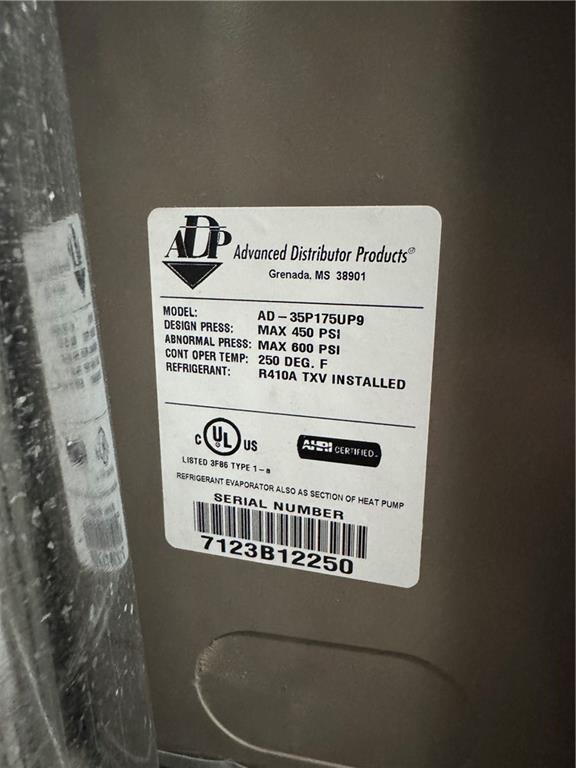 ADP Advanced Distributor Products®
Grenada, MS 38901
MODEL: AD-35P175UP9
DESIGN PRESS: MAX 450 PSI
ABNORMAL PRESS: MAX 600 PSI
CONT OPER TEMP: 250 DEG. F
REFRIGERANT: R410A TXV INSTALLED
C UL US
AHRI CERTIFIED™
LISTED 3F86 TYPE 1-a
REFRIGERANT EVAPORATOR ALSO AS SECTION OF HEAT PUMP
SERIAL NUMBER
7123B12250